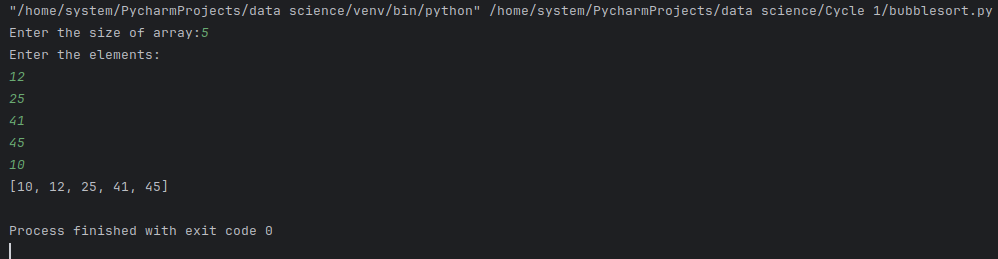 "/home/system/PycharmProjects/data science/venv/bin/python" /home/system/PycharmProjects/data science/Cycle 1/bubblesort.py
Enter the size of array:5
Enter the elements:
12
25
41
45
10
[10, 12, 25, 41, 45]
Process finished with exit code 0